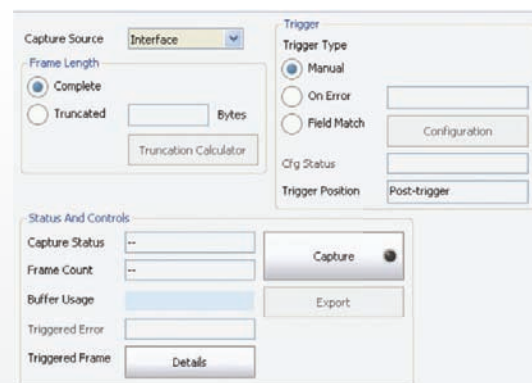 Capture Source Interface
Frame Length
Complete
Truncated Bytes
Truncation Calculator
Trigger
Trigger Type
Manual
On Error
Field Match Configuration
Cfg Status
Trigger Position Post-trigger
Status And Controls
Capture Status --
Capture
Frame Count --
Buffer Usage Export
Triggered Error
Triggered Frame Details